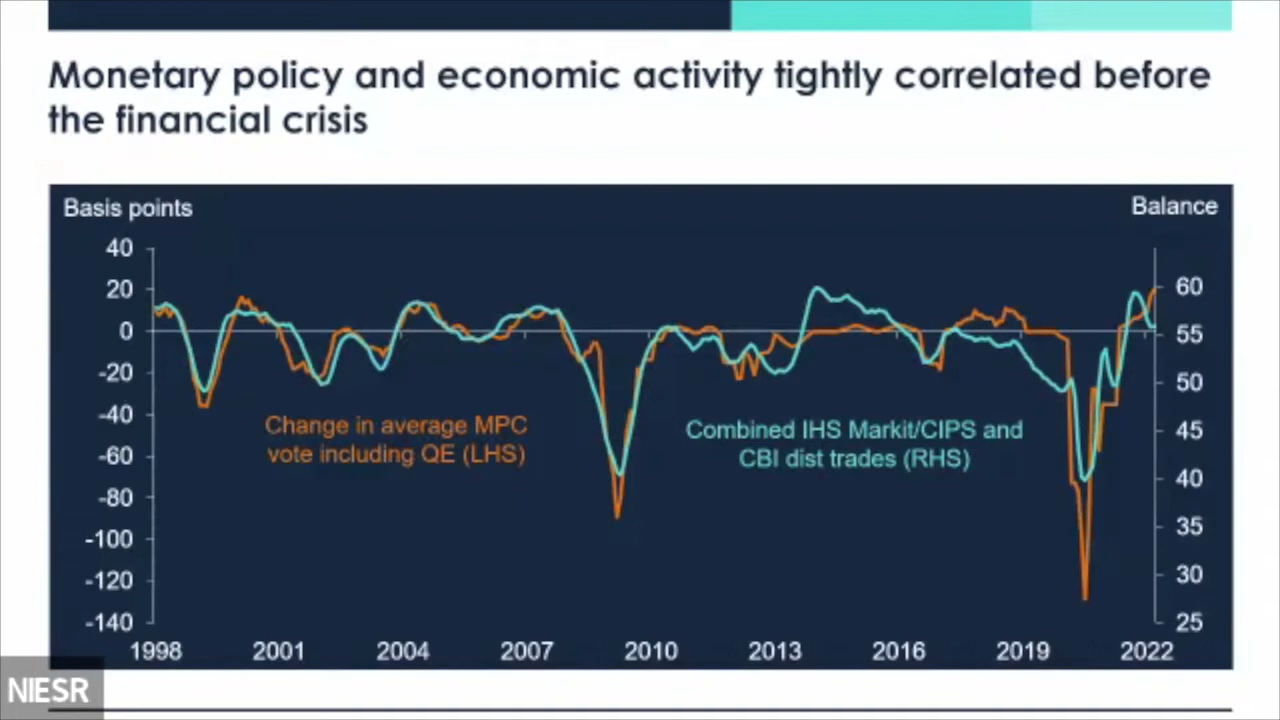 Monetary policy and economic activity tightly correlated before
the financial crisis
Basis points
Balance
40
20
0
-20
-40
-60
-80
-100
-120
-140
Change in average MPC
vote including QE (LHS)
Combined IHS Markit/CIPS and
CBI dist trades (RHS)
60
55
50
45
40
35
30
25
1998 2001 2004 2007 2010 2013 2016 2019 2022
NIESR